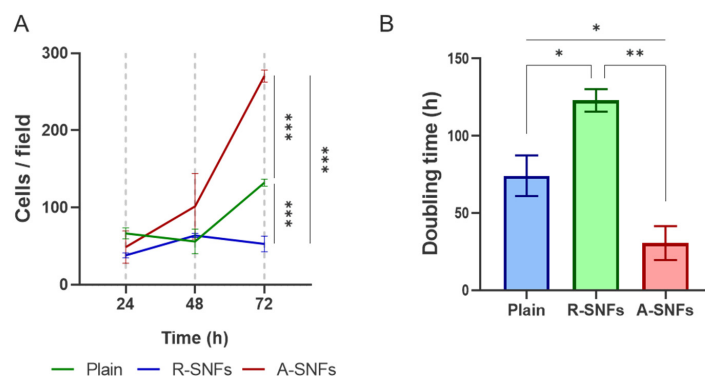 A
Cells / field
300
200
100
0
24 48 72
Time (h)
***
***
***
Plain R-SNFs A-SNFs
B
Doubling time (h)
150
100
50
0
*
* **
Plain R-SNFs A-SNFs